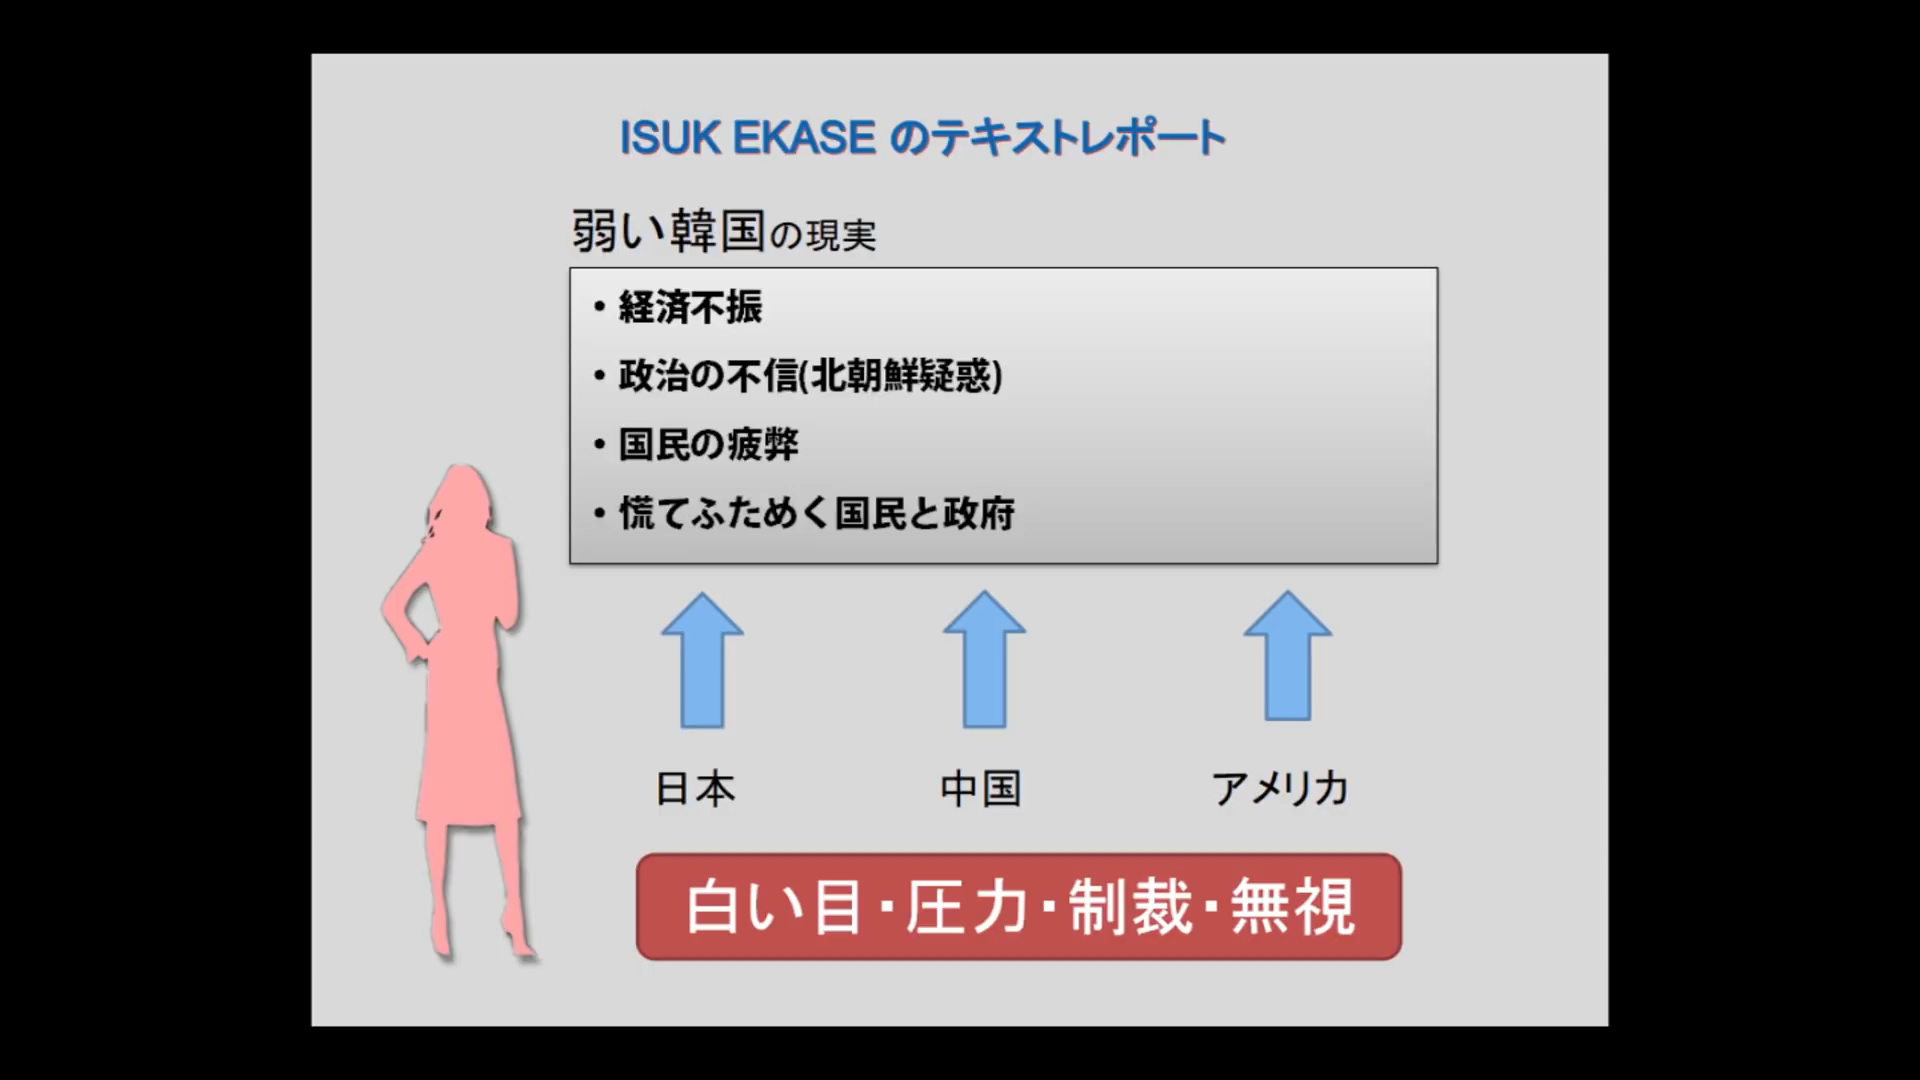 ISUK EKASE のテキストレポート
弱い韓国の現実
・経済不振
・政治の不信(北朝鮮疑惑)
・国民の疲弊
・慌てふためく国民と政府
日本 中国 アメリカ
白い目・圧力・制裁・無視